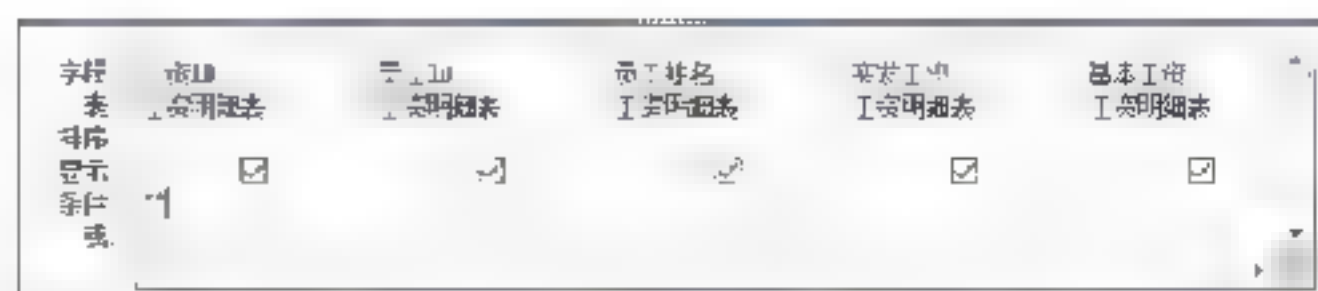 字段 员工姓名 实发工资 基本工资
表 工资明细表 工资明细表 工资明细表 工资明细表 工资明细表
排序
显示
条件
或